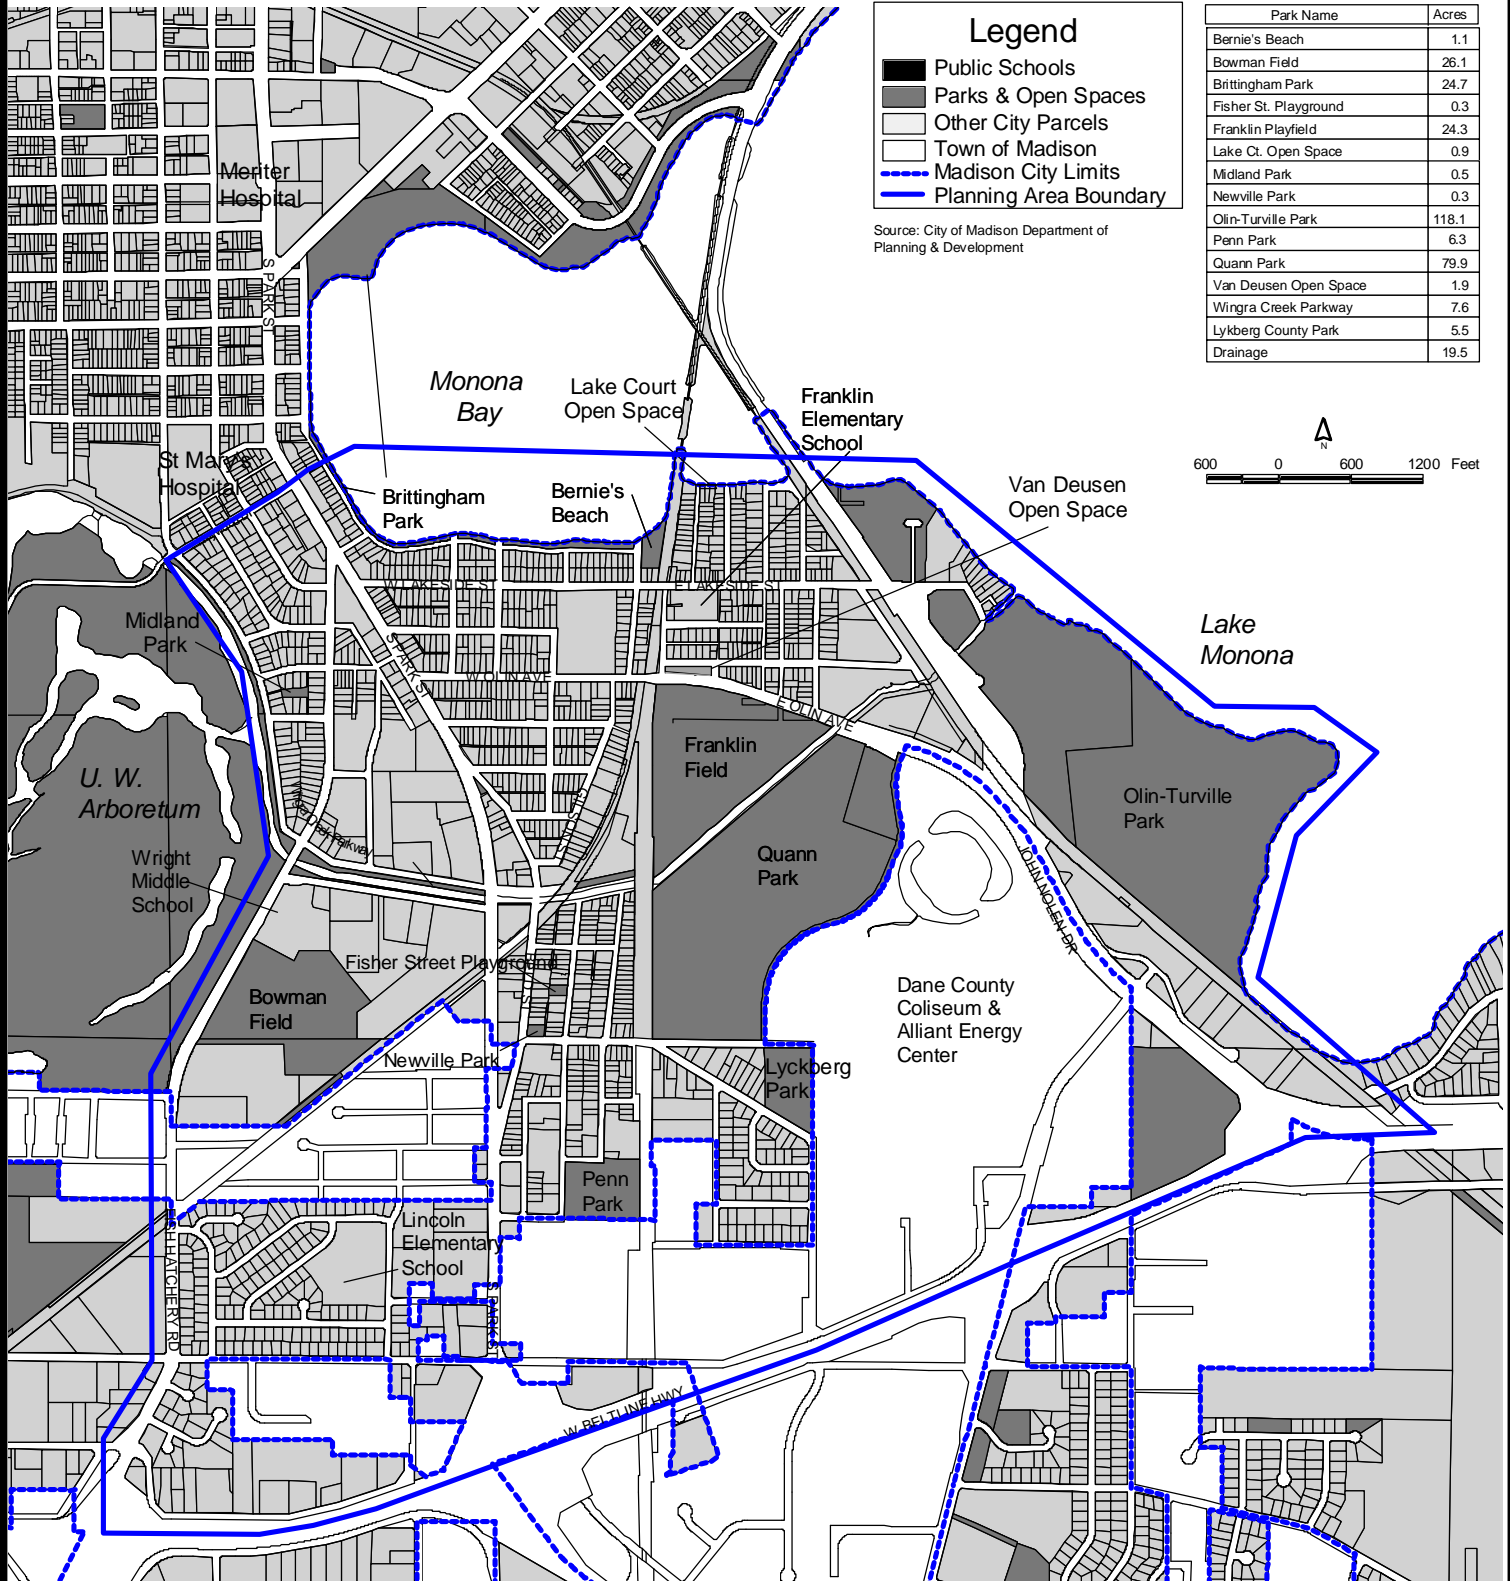 Legend
Public Schools
Parks & Open Spaces
Other City Parcels
Town of Madison
Madison City Limits
Planning Area Boundary
Source: City of Madison Department of
Planning & Development
Park Name Acres
Bernie's Beach 1.1
Bowman Field 26.1
Brittingham Park 24.7
Fisher St. Playground 0.3
Franklin Playfield 24.3
Lake Ct. Open Space 0.9
Midland Park 0.5
Newville Park 0.3
Olin-Turville Park 118.1
Penn Park 6.3
Quann Park 79.9
Van Deusen Open Space 1.9
Wingra Creek Parkway 7.6
Lykberg County Park 5.5
Drainage 19.5
N
600 0 600 1200 Feet
Meriter
Hospital
S PARK ST
Monona
Bay
Lake Court
Open Space
Franklin
Elementary
School
St Mary's
Hospital
Brittingham
Park
Bernie's
Beach
Van Deusen
Open Space
W LAKESIDE ST
E LAKESIDE S
Midland
Park
S PARK ST
W OLIN AVE
E OLIN AVE
Lake
Monona
U. W.
Arboretum
Franklin
Field
Olin-Turville
Park
GILSON S
Wingra Creek Parkway
Wright
Middle
School
Quann
Park
JOHN NOLEN DR
Fisher Street Playground
Bowman
Field
Dane County
Coliseum &
Alliant Energy
Center
Newville Park
Lyckberg
Park
Penn
Park
Lincoln
Elementary
School
FISH HATCHERY RD
S PARK S
W BELTLINE HWY